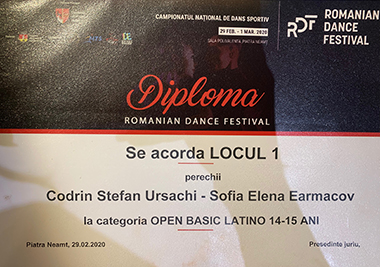 CAMPIONATUL NAȚIONAL DE DANS SPORTIV
29 FEB. - 1 MAR. 2020
SALA POLIVALENTA, PIATRA NEAMT
RDF
ROMANIAN
DANCE
FESTIVAL
Diploma
ROMANIAN DANCE FESTIVAL
Se acorda LOCUL 1
perechii
Codrin Stefan Ursachi - Sofia Elena Earmacov
la categoria OPEN BASIC LATINO 14-15 ANI
Piatra Neamt, 29.02.2020
Presedinte juriu,